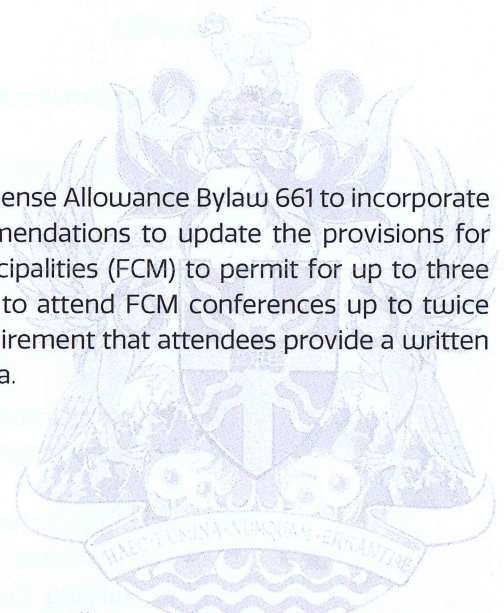 ense Allowance Bylaw 661 to incorporate
mendations to update the provisions for
cipalities (FCM) to permit for up to three
to attend FCM conferences up to twice
irement that attendees provide a written
a.
HAEC · LUMINA · NUMQUAM · ERRANTIAE